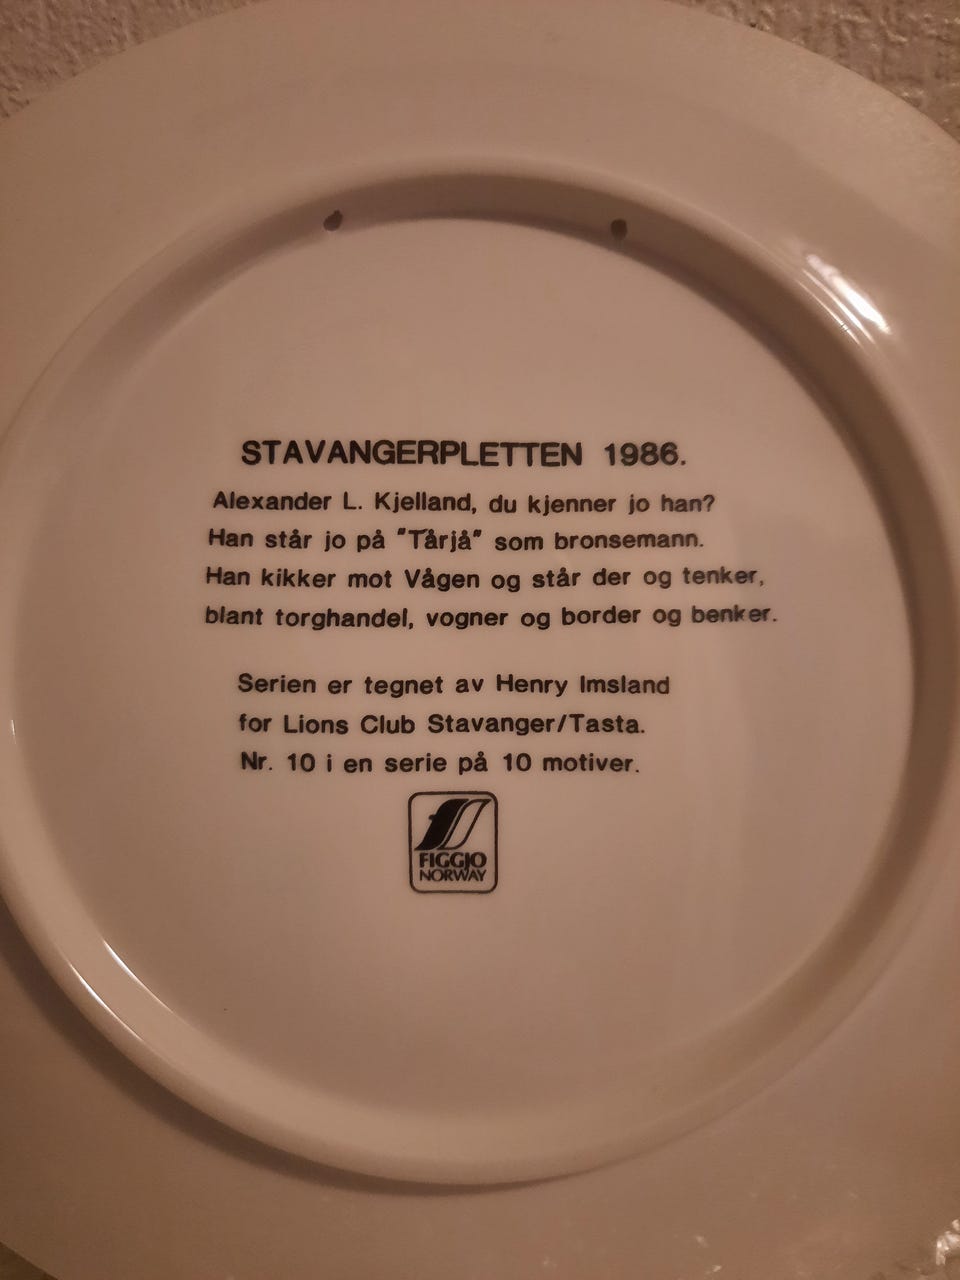 STAVANGERPLETTEN 1986.
Alexander L. Kjelland, du kjenner jo han?
Han står jo på "Tårjå" som bronsemann.
Han kikker mot Vågen og står der og tenker,
blant torghandel, vogner og border og benker.
Serien er tegnet av Henry Imsland
for Lions Club Stavanger/Tasta.
Nr. 10 i en serie på 10 motiver.
FIGGJO
NORWAY